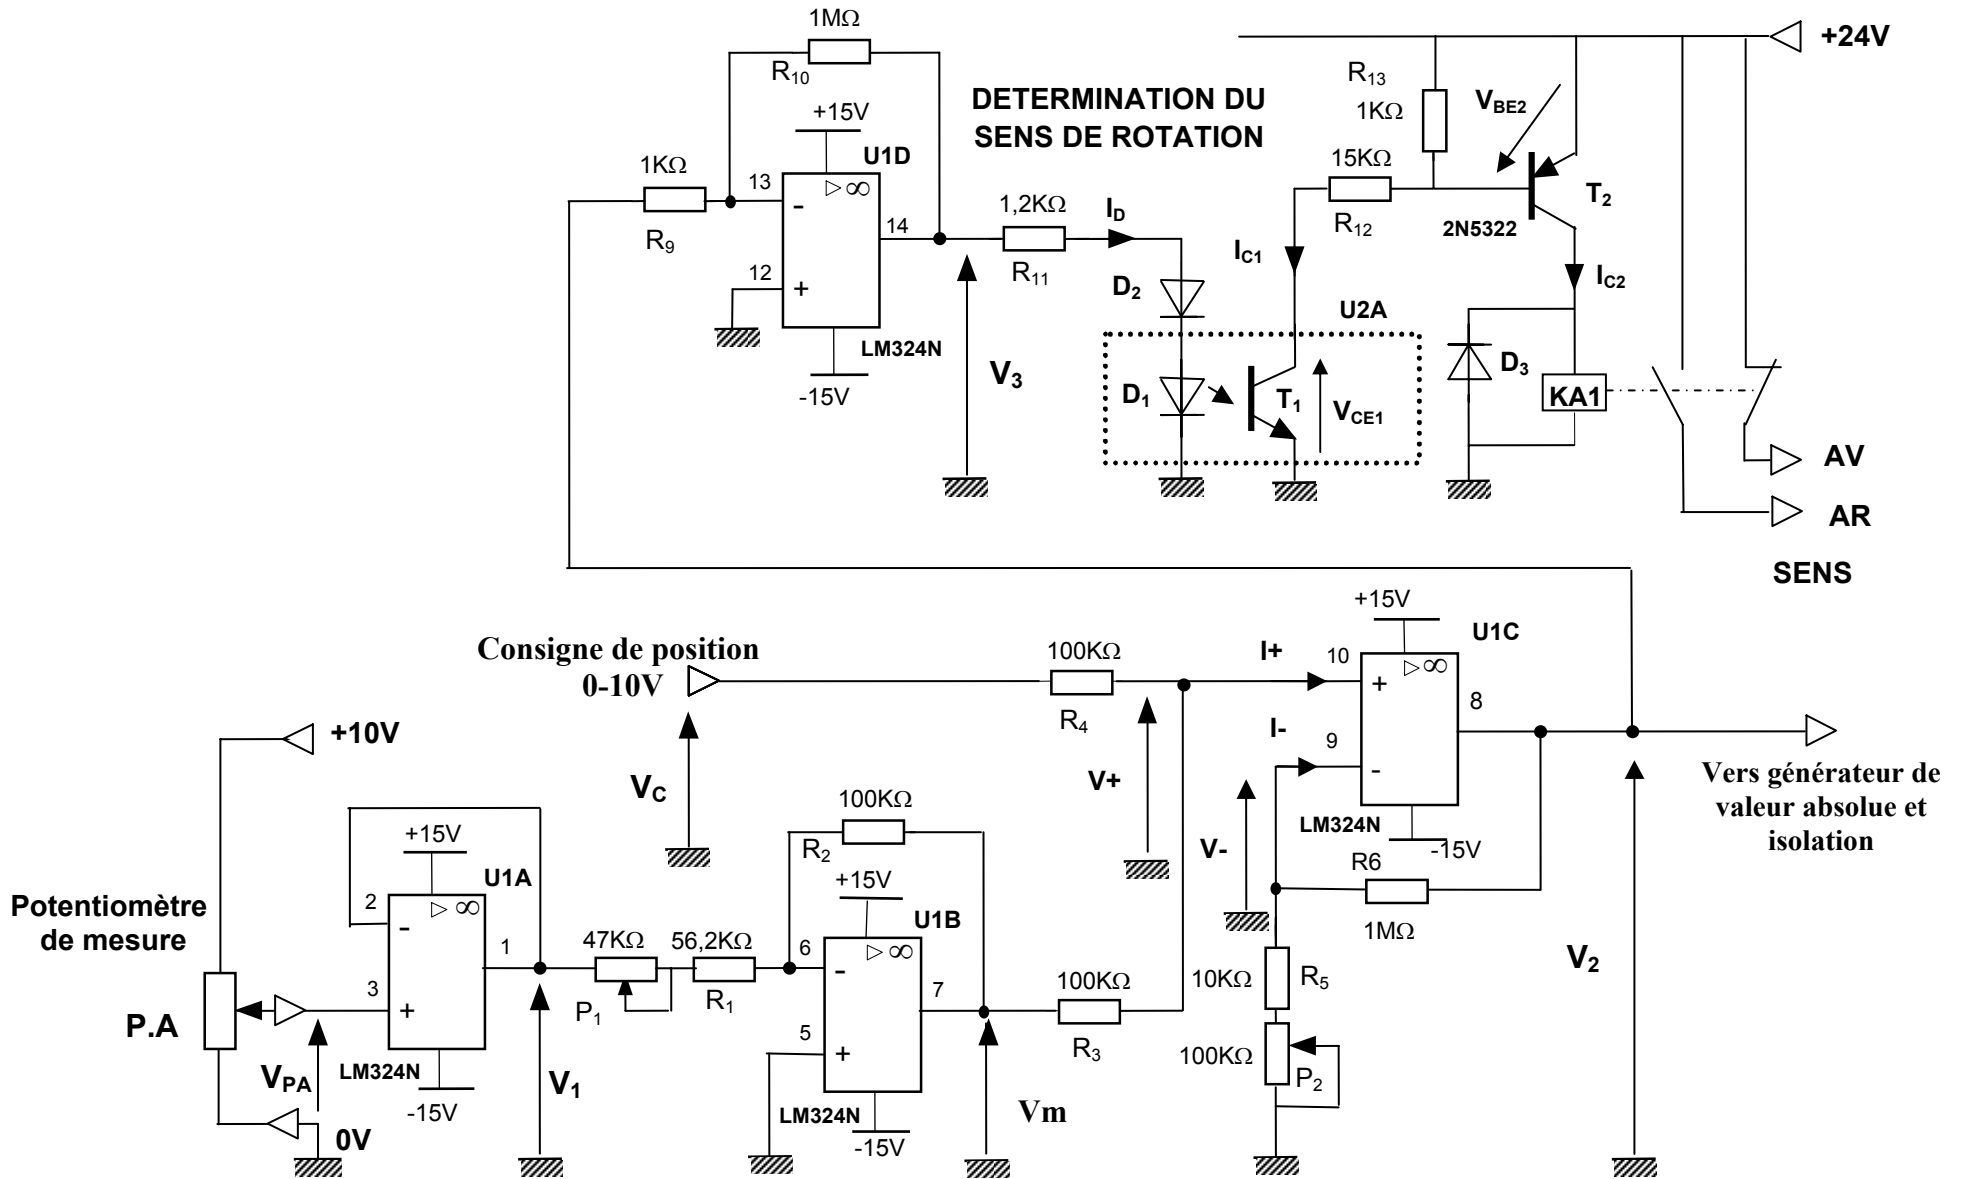 1MΩ
R10
+15V
U1D
1KΩ
R9
13
-
▷∞
12
+
14
LM324N
-15V
DETERMINATION DU
SENS DE ROTATION
1,2KΩ
R11
ID
V3
D2
D1
T1
U2A
VCE1
IC1
15KΩ
R12
R13
1KΩ
VBE2
T2
2N5322
IC2
D3
KA1
+24V
AV
AR
SENS
Consigne de position
0-10V
VC
100KΩ
R4
V+
I+
I-
V-
+15V
U1C
10
+
▷∞
9
-
8
LM324N
-15V
R6
1MΩ
10KΩ
R5
100KΩ
P2
V2
Vers générateur de
valeur absolue et
isolation
+10V
Potentiomètre
de mesure
P.A
VPA
0V
+15V
U1A
2
-
▷∞
3
+
1
LM324N
-15V
V1
47KΩ
P1
56,2KΩ
R1
100KΩ
R2
+15V
U1B
6
-
▷∞
5
+
7
LM324N
-15V
Vm
100KΩ
R3